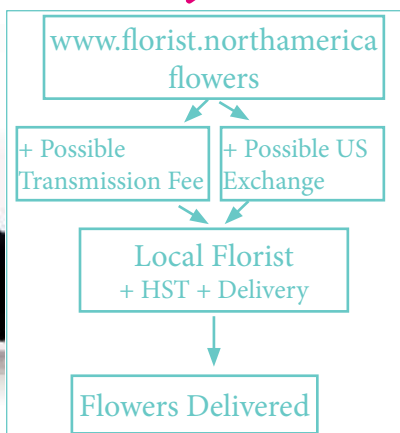 www.florist.northamerica
flowers
+ Possible
Transmission Fee
+ Possible US
Exchange
Local Florist
+ HST + Delivery
Flowers Delivered